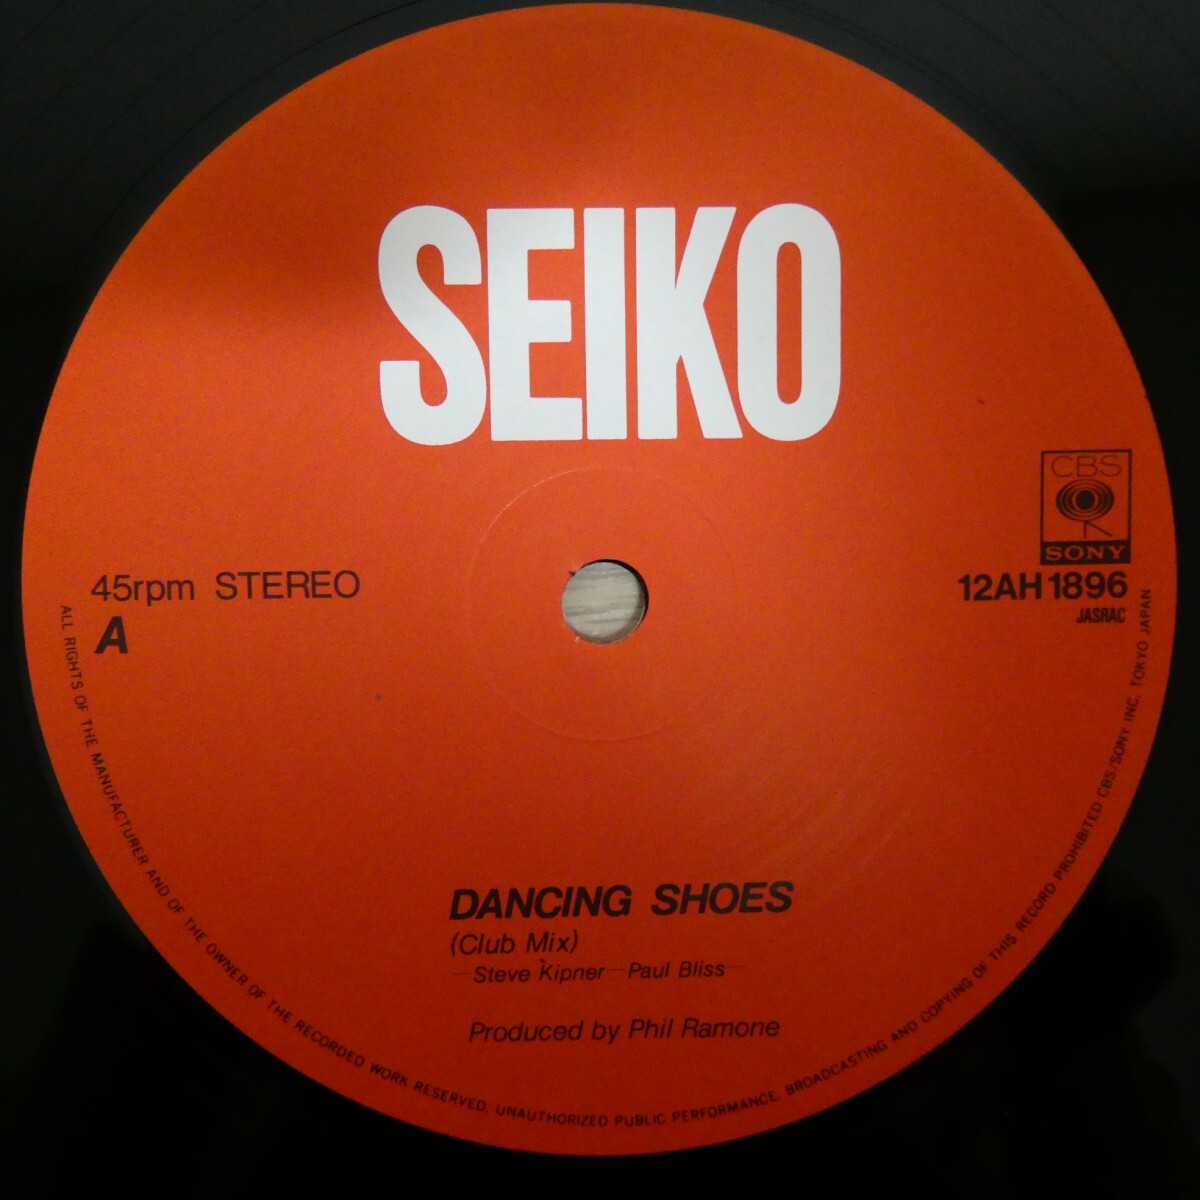 SEIKO
CBS
SONY
45rpm STEREO
12AH 1896
A
JASRAC
DANCING SHOES
(Club Mix)
—Steve Kipner—Paul Bliss—
Produced by Phil Ramone
ALL RIGHTS OF THE MANUFACTURER AND OF THE OWNER OF THE RECORDED WORK RESERVED. UNAUTHORIZED PUBLIC PERFORMANCE, BROADCASTING AND COPYING OF THIS RECORD PROHIBITED CBS/SONY INC. TOKYO JAPAN